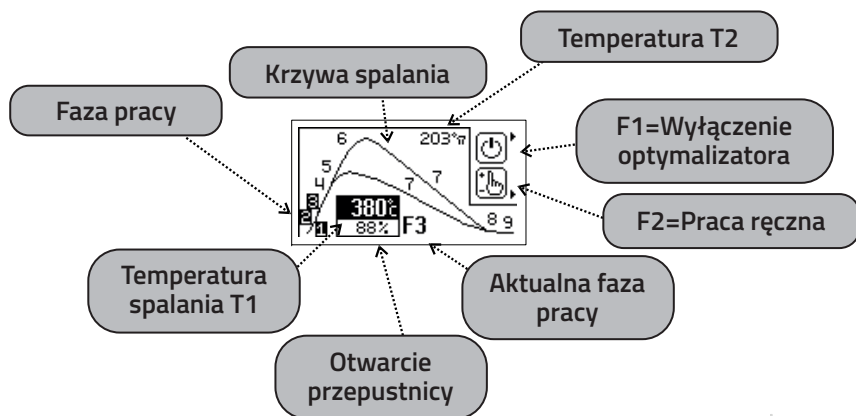 Temperatura T2
Krzywa spalania
Faza pracy
F1=Wyłączenie
optymalizatora
F2=Praca ręczna
6
203°
5
4
7
7
3
2
1
380°C
88%
F3
8
9
Temperatura
spalania T1
Aktualna faza
pracy
Otwarcie
przepustnicy